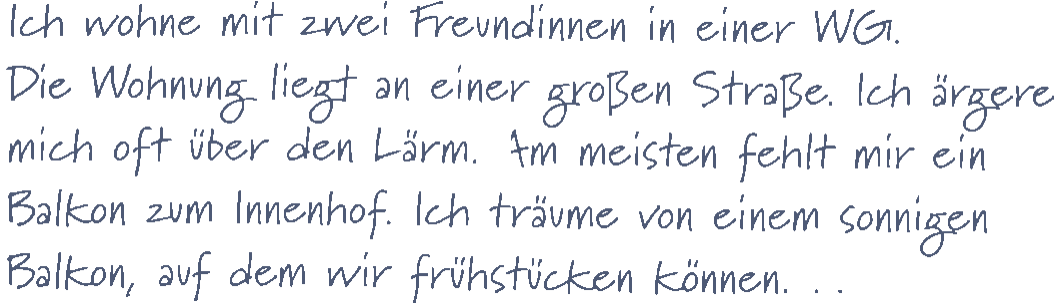 Ich wohne mit zwei Freundinnen in einer WG.
Die Wohnung liegt an einer großen Straße. Ich ärgere
mich oft über den Lärm. Am meisten fehlt mir ein
Balkon zum Innenhof. Ich träume von einem sonnigen
Balkon, auf dem wir frühstücken können. . .